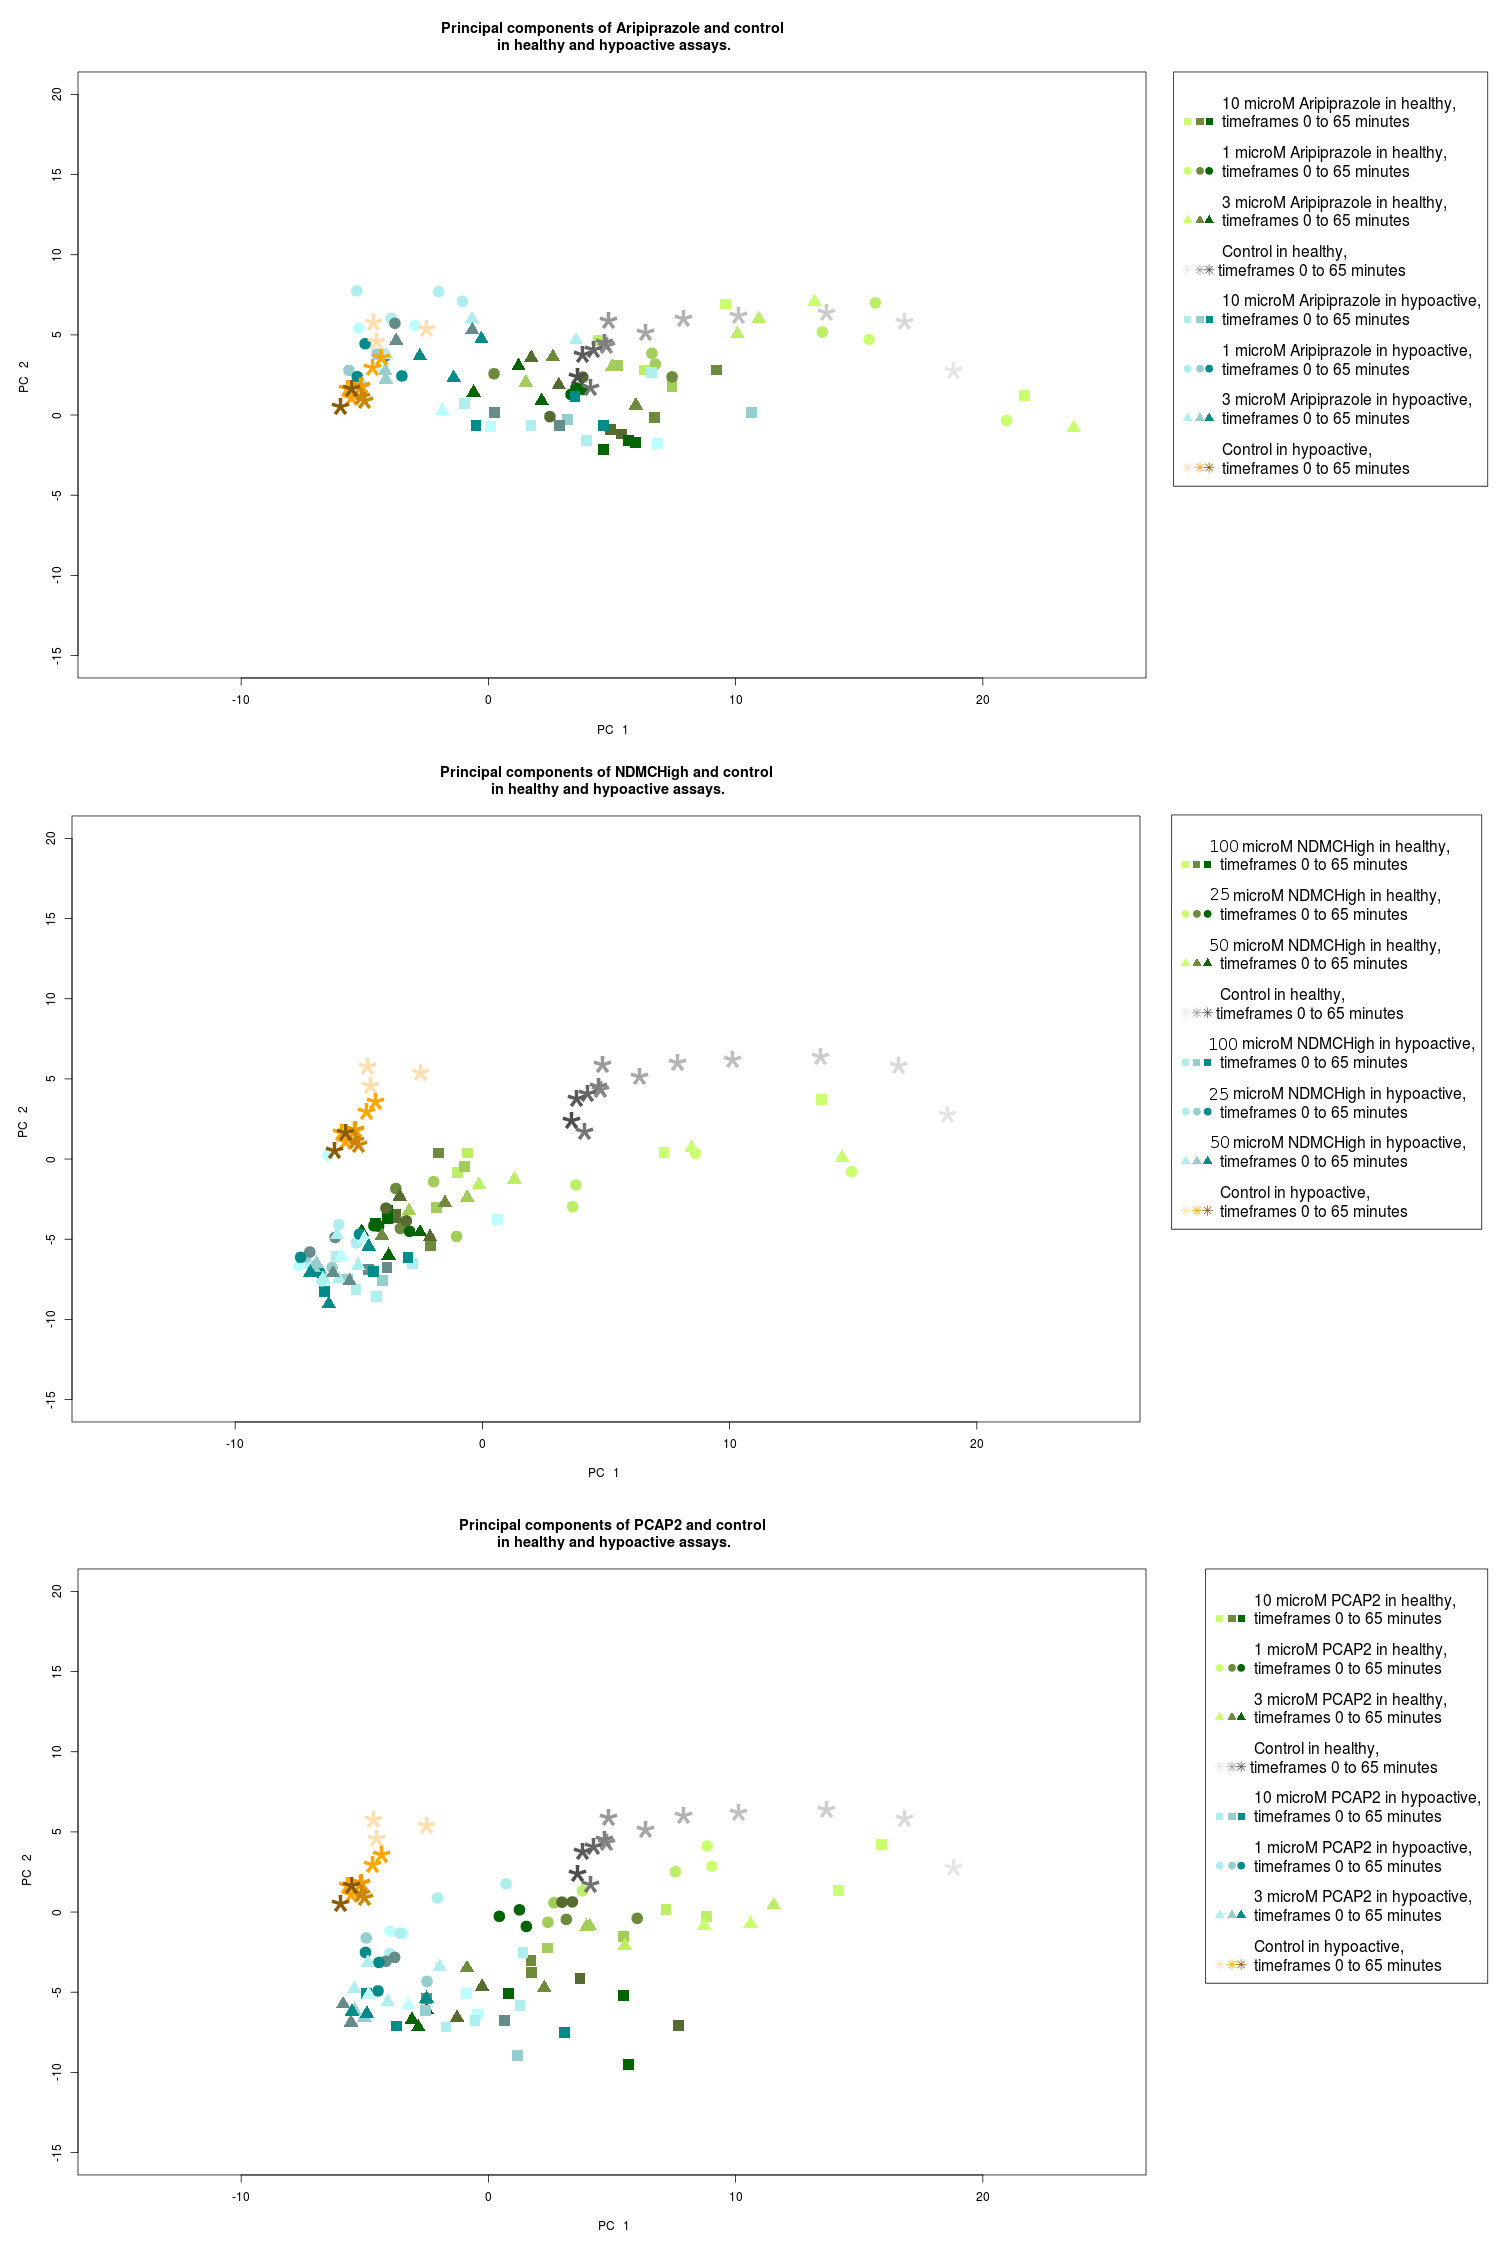 Principal components of Aripiprazole and control
in healthy and hypoactive assays.
20
15
10
5
0
-5
-10
-15
PC 2
-10 0 10 20
PC 1
10 microM Aripiprazole in healthy,
timeframes 0 to 65 minutes
1 microM Aripiprazole in healthy,
timeframes 0 to 65 minutes
3 microM Aripiprazole in healthy,
timeframes 0 to 65 minutes
Control in healthy,
timeframes 0 to 65 minutes
10 microM Aripiprazole in hypoactive,
timeframes 0 to 65 minutes
1 microM Aripiprazole in hypoactive,
timeframes 0 to 65 minutes
3 microM Aripiprazole in hypoactive,
timeframes 0 to 65 minutes
Control in hypoactive,
timeframes 0 to 65 minutes
Principal components of NDMCHigh and control
in healthy and hypoactive assays.
20
15
10
5
0
-5
-10
-15
PC 2
-10 0 10 20
PC 1
100 microM NDMCHigh in healthy,
timeframes 0 to 65 minutes
25 microM NDMCHigh in healthy,
timeframes 0 to 65 minutes
50 microM NDMCHigh in healthy,
timeframes 0 to 65 minutes
Control in healthy,
timeframes 0 to 65 minutes
100 microM NDMCHigh in hypoactive,
timeframes 0 to 65 minutes
25 microM NDMCHigh in hypoactive,
timeframes 0 to 65 minutes
50 microM NDMCHigh in hypoactive,
timeframes 0 to 65 minutes
Control in hypoactive,
timeframes 0 to 65 minutes
Principal components of PCAP2 and control
in healthy and hypoactive assays.
20
15
10
5
0
-5
-10
-15
PC 2
-10 0 10 20
PC 1
10 microM PCAP2 in healthy,
timeframes 0 to 65 minutes
1 microM PCAP2 in healthy,
timeframes 0 to 65 minutes
3 microM PCAP2 in healthy,
timeframes 0 to 65 minutes
Control in healthy,
timeframes 0 to 65 minutes
10 microM PCAP2 in hypoactive,
timeframes 0 to 65 minutes
1 microM PCAP2 in hypoactive,
timeframes 0 to 65 minutes
3 microM PCAP2 in hypoactive,
timeframes 0 to 65 minutes
Control in hypoactive,
timeframes 0 to 65 minutes